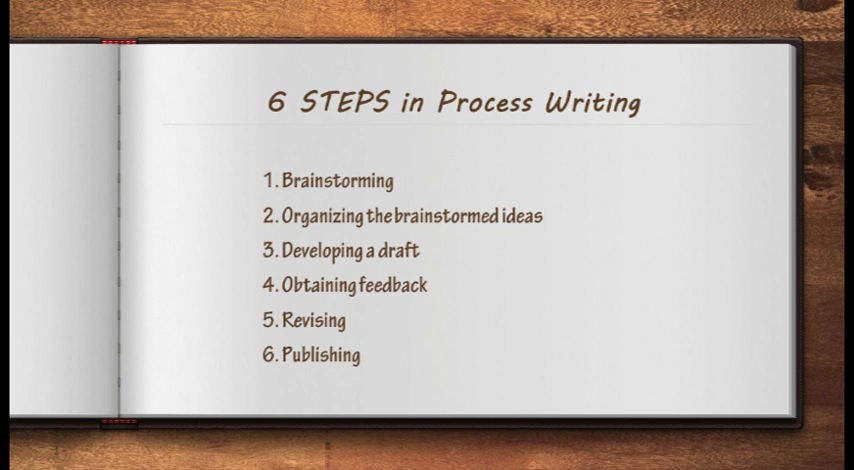 6 STEPS in Process Writing
1. Brainstorming
2. Organizing the brainstormed ideas
3. Developing a draft
4. Obtaining feedback
5. Revising
6. Publishing